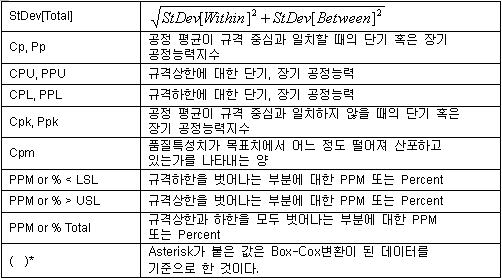 StDev[Total]
√StDev[Within]² + StDev[Between]²
Cp, Pp
공정 평균이 규격 중심과 일치할 때의 단기 혹은 장기
공정능력지수
CPU, PPU
규격상한에 대한 단기, 장기 공정능력
CPL, PPL
규격하한에 대한 단기, 장기 공정능력
Cpk, Ppk
공정 평균이 규격 중심과 일치하지 않을 때의 단기 혹은
장기 공정능력지수
Cpm
품질특성치가 목표치에서 어느 정도 떨어져 산포하고
있는가를 나타내는 양
PPM or % < LSL
규격하한을 벗어나는 부분에 대한 PPM 또는 Percent
PPM or % > USL
규격상한을 벗어나는 부분에 대한 PPM 또는 Percent
PPM or % Total
규격상한과 하한을 모두 벗어나는 부분에 대한 PPM
또는 Percent
( )*
Asterisk가 붙은 값은 Box-Cox변환이 된 데이터를
기준으로 한 것이다.